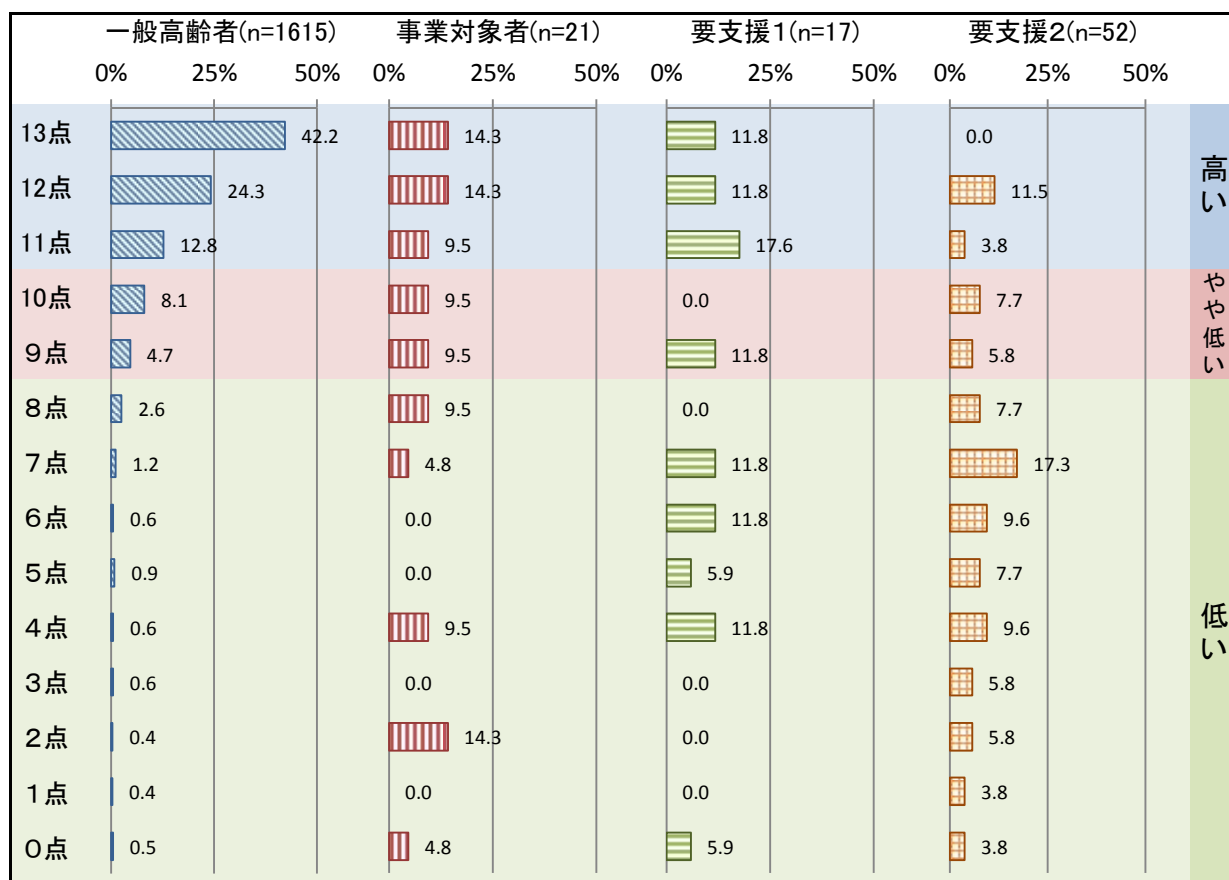 一般高齢者(n=1615) 事業対象者(n=21) 要支援1(n=17) 要支援2(n=52)
0% 25% 50% 0% 25% 50% 0% 25% 50% 0% 25% 50%
13点 42.2 14.3 11.8 0.0
12点 24.3 14.3 11.8 11.5
11点 12.8 9.5 17.6 3.8
高い
10点 8.1 9.5 0.0 7.7
9点 4.7 9.5 11.8 5.8
やや低い
8点 2.6 9.5 0.0 7.7
7点 1.2 4.8 11.8 17.3
6点 0.6 0.0 11.8 9.6
5点 0.9 0.0 5.9 7.7
4点 0.6 9.5 11.8 9.6
3点 0.6 0.0 0.0 5.8
2点 0.4 14.3 0.0 5.8
1点 0.4 0.0 0.0 3.8
0点 0.5 4.8 5.9 3.8
低い